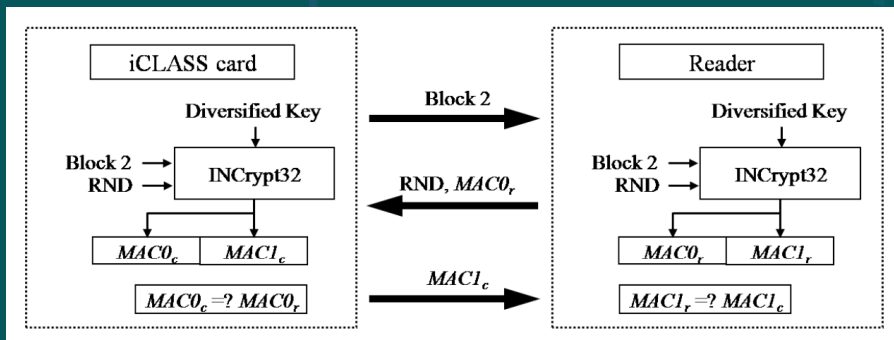 iCLASS card
Diversified Key
Block 2
RND
INCrypt32
MAC0c
MAC1c
MAC0c =? MAC0r
Block 2
RND, MAC0r
MAC1c
Reader
Diversified Key
Block 2
RND
INCrypt32
MAC0r
MAC1r
MAC1r =? MAC1c